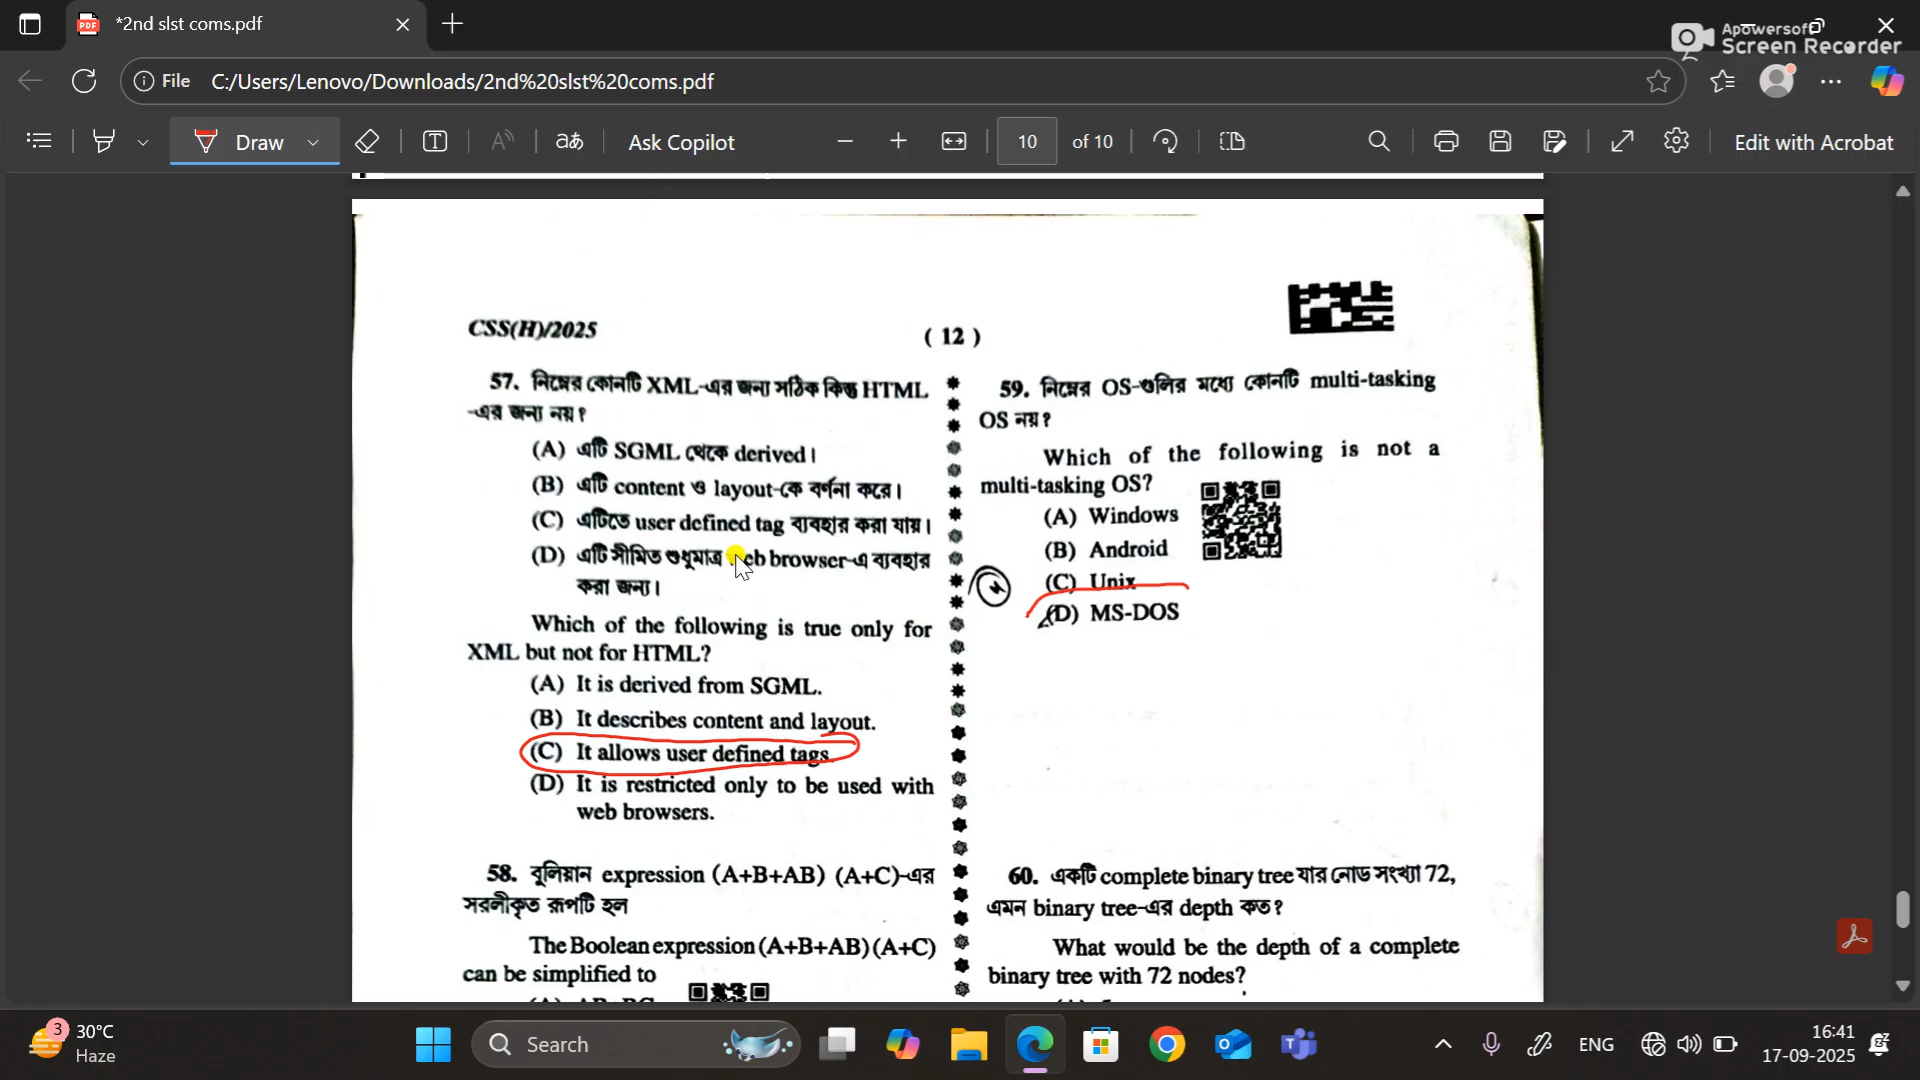 *2nd slst coms.pdf
Apowersoft
Screen Recorder
File C:/Users/Lenovo/Downloads/2nd%20slst%20coms.pdf
Draw
aあ
Ask Copilot
10 of 10
Edit with Acrobat
CSS(H)/2025
( 12 )
57. নিম্নের কোনটি XML-এর জন্য সঠিক কিন্তু HTML
-এর জন্য নয়?
(A) এটি SGML থেকে derived।
(B) এটি content ও layout-কে বর্ণনা করে।
(C) এটিতে user defined tag ব্যবহার করা যায়।
(D) এটি সীমিত শুধুমাত্র web browser-এ ব্যবহার
করা জন্য।
Which of the following is true only for
XML but not for HTML?
(A) It is derived from SGML.
(B) It describes content and layout.
(C) It allows user defined tags.
(D) It is restricted only to be used with
web browsers.
58. বুলিয়ান expression (A+B+AB) (A+C)-এর
সরলীকৃত রূপটি হল
The Boolean expression (A+B+AB) (A+C)
can be simplified to
59. নিম্নের OS-গুলির মধ্যে কোনটি multi-tasking
OS নয়?
Which of the following is not a
multi-tasking OS?
(A) Windows
(B) Android
(C) Unix
(D) MS-DOS
60. একটি complete binary tree যার নোড সংখ্যা 72,
এমন binary tree-এর depth কত?
What would be the depth of a complete
binary tree with 72 nodes?
3
30°C
Haze
Search
ENG
16:41
17-09-2025